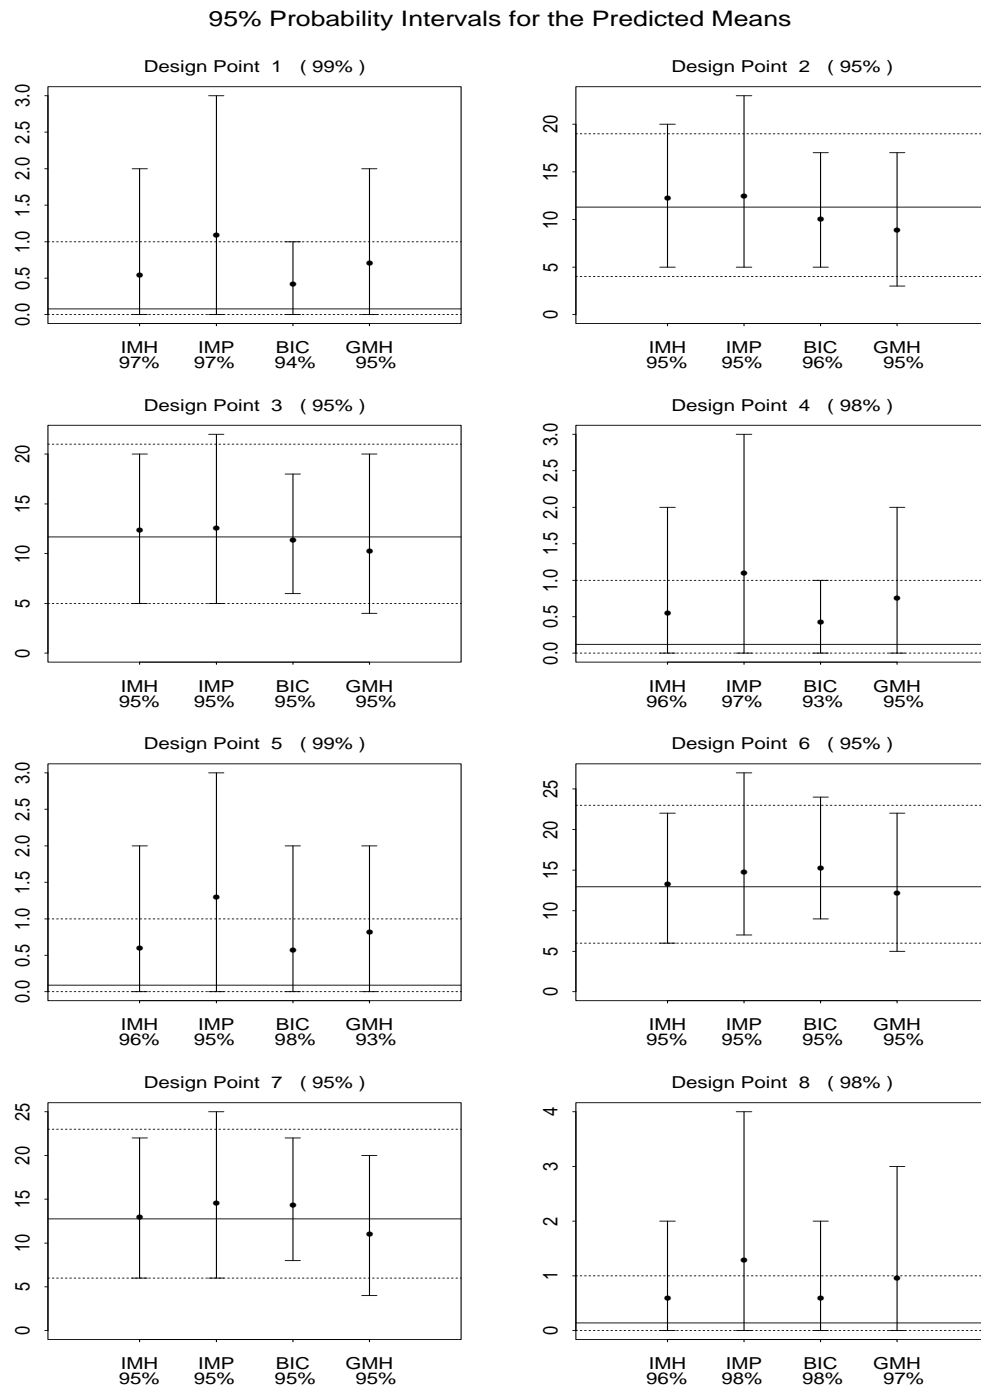 95% Probability Intervals for the Predicted Means
Design Point 1 ( 99% )
3.0
2.5
2.0
1.5
1.0
0.5
0.0
IMH IMP BIC GMH
97% 97% 94% 95%
Design Point 2 ( 95% )
20
15
10
5
0
IMH IMP BIC GMH
95% 95% 96% 95%
Design Point 3 ( 95% )
20
15
10
5
0
IMH IMP BIC GMH
95% 95% 95% 95%
Design Point 4 ( 98% )
3.0
2.5
2.0
1.5
1.0
0.5
0.0
IMH IMP BIC GMH
96% 97% 93% 95%
Design Point 5 ( 99% )
3.0
2.5
2.0
1.5
1.0
0.5
0.0
IMH IMP BIC GMH
96% 95% 98% 93%
Design Point 6 ( 95% )
25
20
15
10
5
0
IMH IMP BIC GMH
95% 95% 95% 95%
Design Point 7 ( 95% )
25
20
15
10
5
0
IMH IMP BIC GMH
95% 95% 95% 95%
Design Point 8 ( 98% )
4
3
2
1
0
IMH IMP BIC GMH
96% 98% 98% 97%